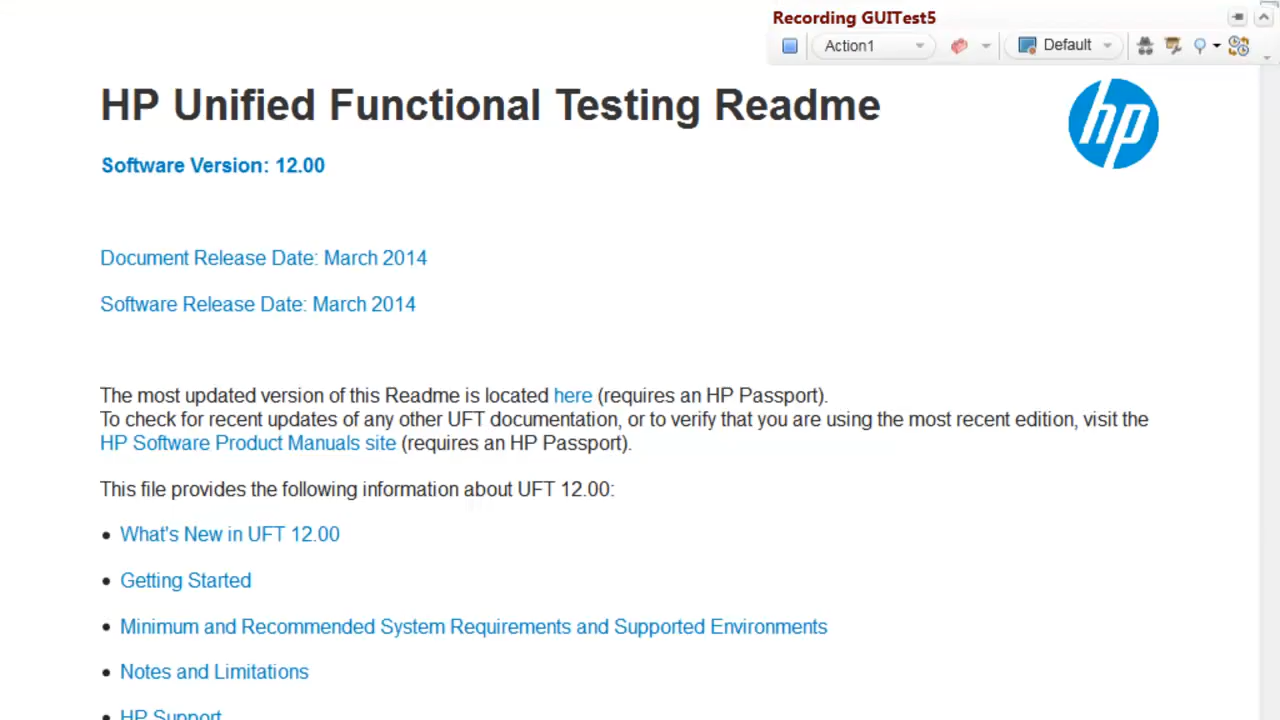 Recording GUITest5
Action1
Default
HP Unified Functional Testing Readme
hp
Software Version: 12.00
Document Release Date: March 2014
Software Release Date: March 2014
The most updated version of this Readme is located here (requires an HP Passport).
To check for recent updates of any other UFT documentation, or to verify that you are using the most recent edition, visit the
HP Software Product Manuals site (requires an HP Passport).
This file provides the following information about UFT 12.00:
• What's New in UFT 12.00
• Getting Started
• Minimum and Recommended System Requirements and Supported Environments
• Notes and Limitations
• HP Support